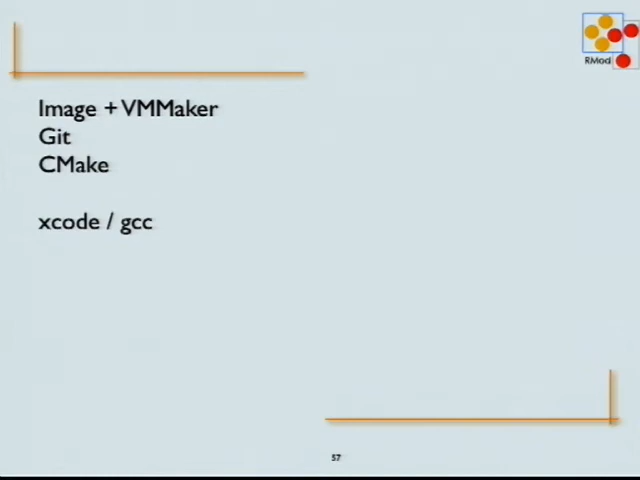 RMod
Image + VMMaker
Git
CMake
xcode / gcc
57